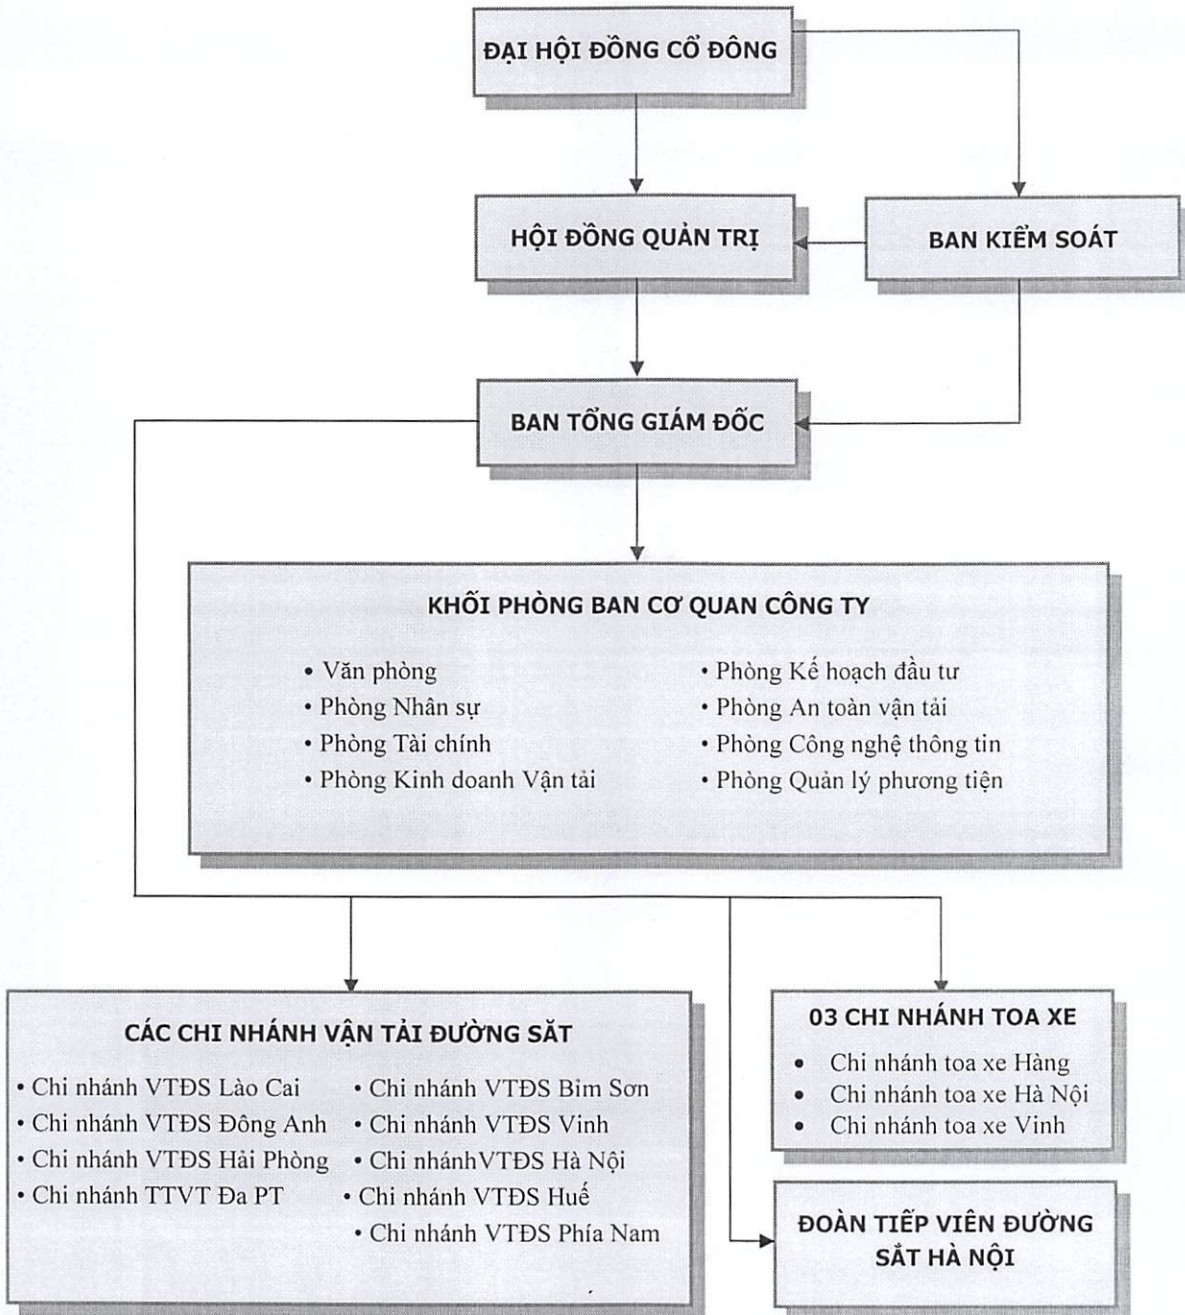 ĐẠI HỘI ĐỒNG CỔ ĐÔNG
HỘI ĐỒNG QUẢN TRỊ
BAN KIỂM SOÁT
BAN TỔNG GIÁM ĐỐC
KHỐI PHÒNG BAN CƠ QUAN CÔNG TY
• Văn phòng
• Phòng Nhân sự
• Phòng Tài chính
• Phòng Kinh doanh Vận tải
• Phòng Kế hoạch đầu tư
• Phòng An toàn vận tải
• Phòng Công nghệ thông tin
• Phòng Quản lý phương tiện
CÁC CHI NHÁNH VẬN TẢI ĐƯỜNG SĂT
• Chi nhánh VTĐS Lào Cai
• Chi nhánh VTĐS Đông Anh
• Chi nhánh VTĐS Hải Phòng
• Chi nhánh TTVT Đa PT
• Chi nhánh VTĐS Bỉm Sơn
• Chi nhánh VTĐS Vinh
• Chi nhánhVTĐS Hà Nội
• Chi nhánh VTĐS Huế
• Chi nhánh VTĐS Phía Nam
03 CHI NHÁNH TOA XE
• Chi nhánh toa xe Hàng
• Chi nhánh toa xe Hà Nội
• Chi nhánh toa xe Vinh
ĐOÀN TIẾP VIÊN ĐƯỜNG
SẮT HÀ NỘI